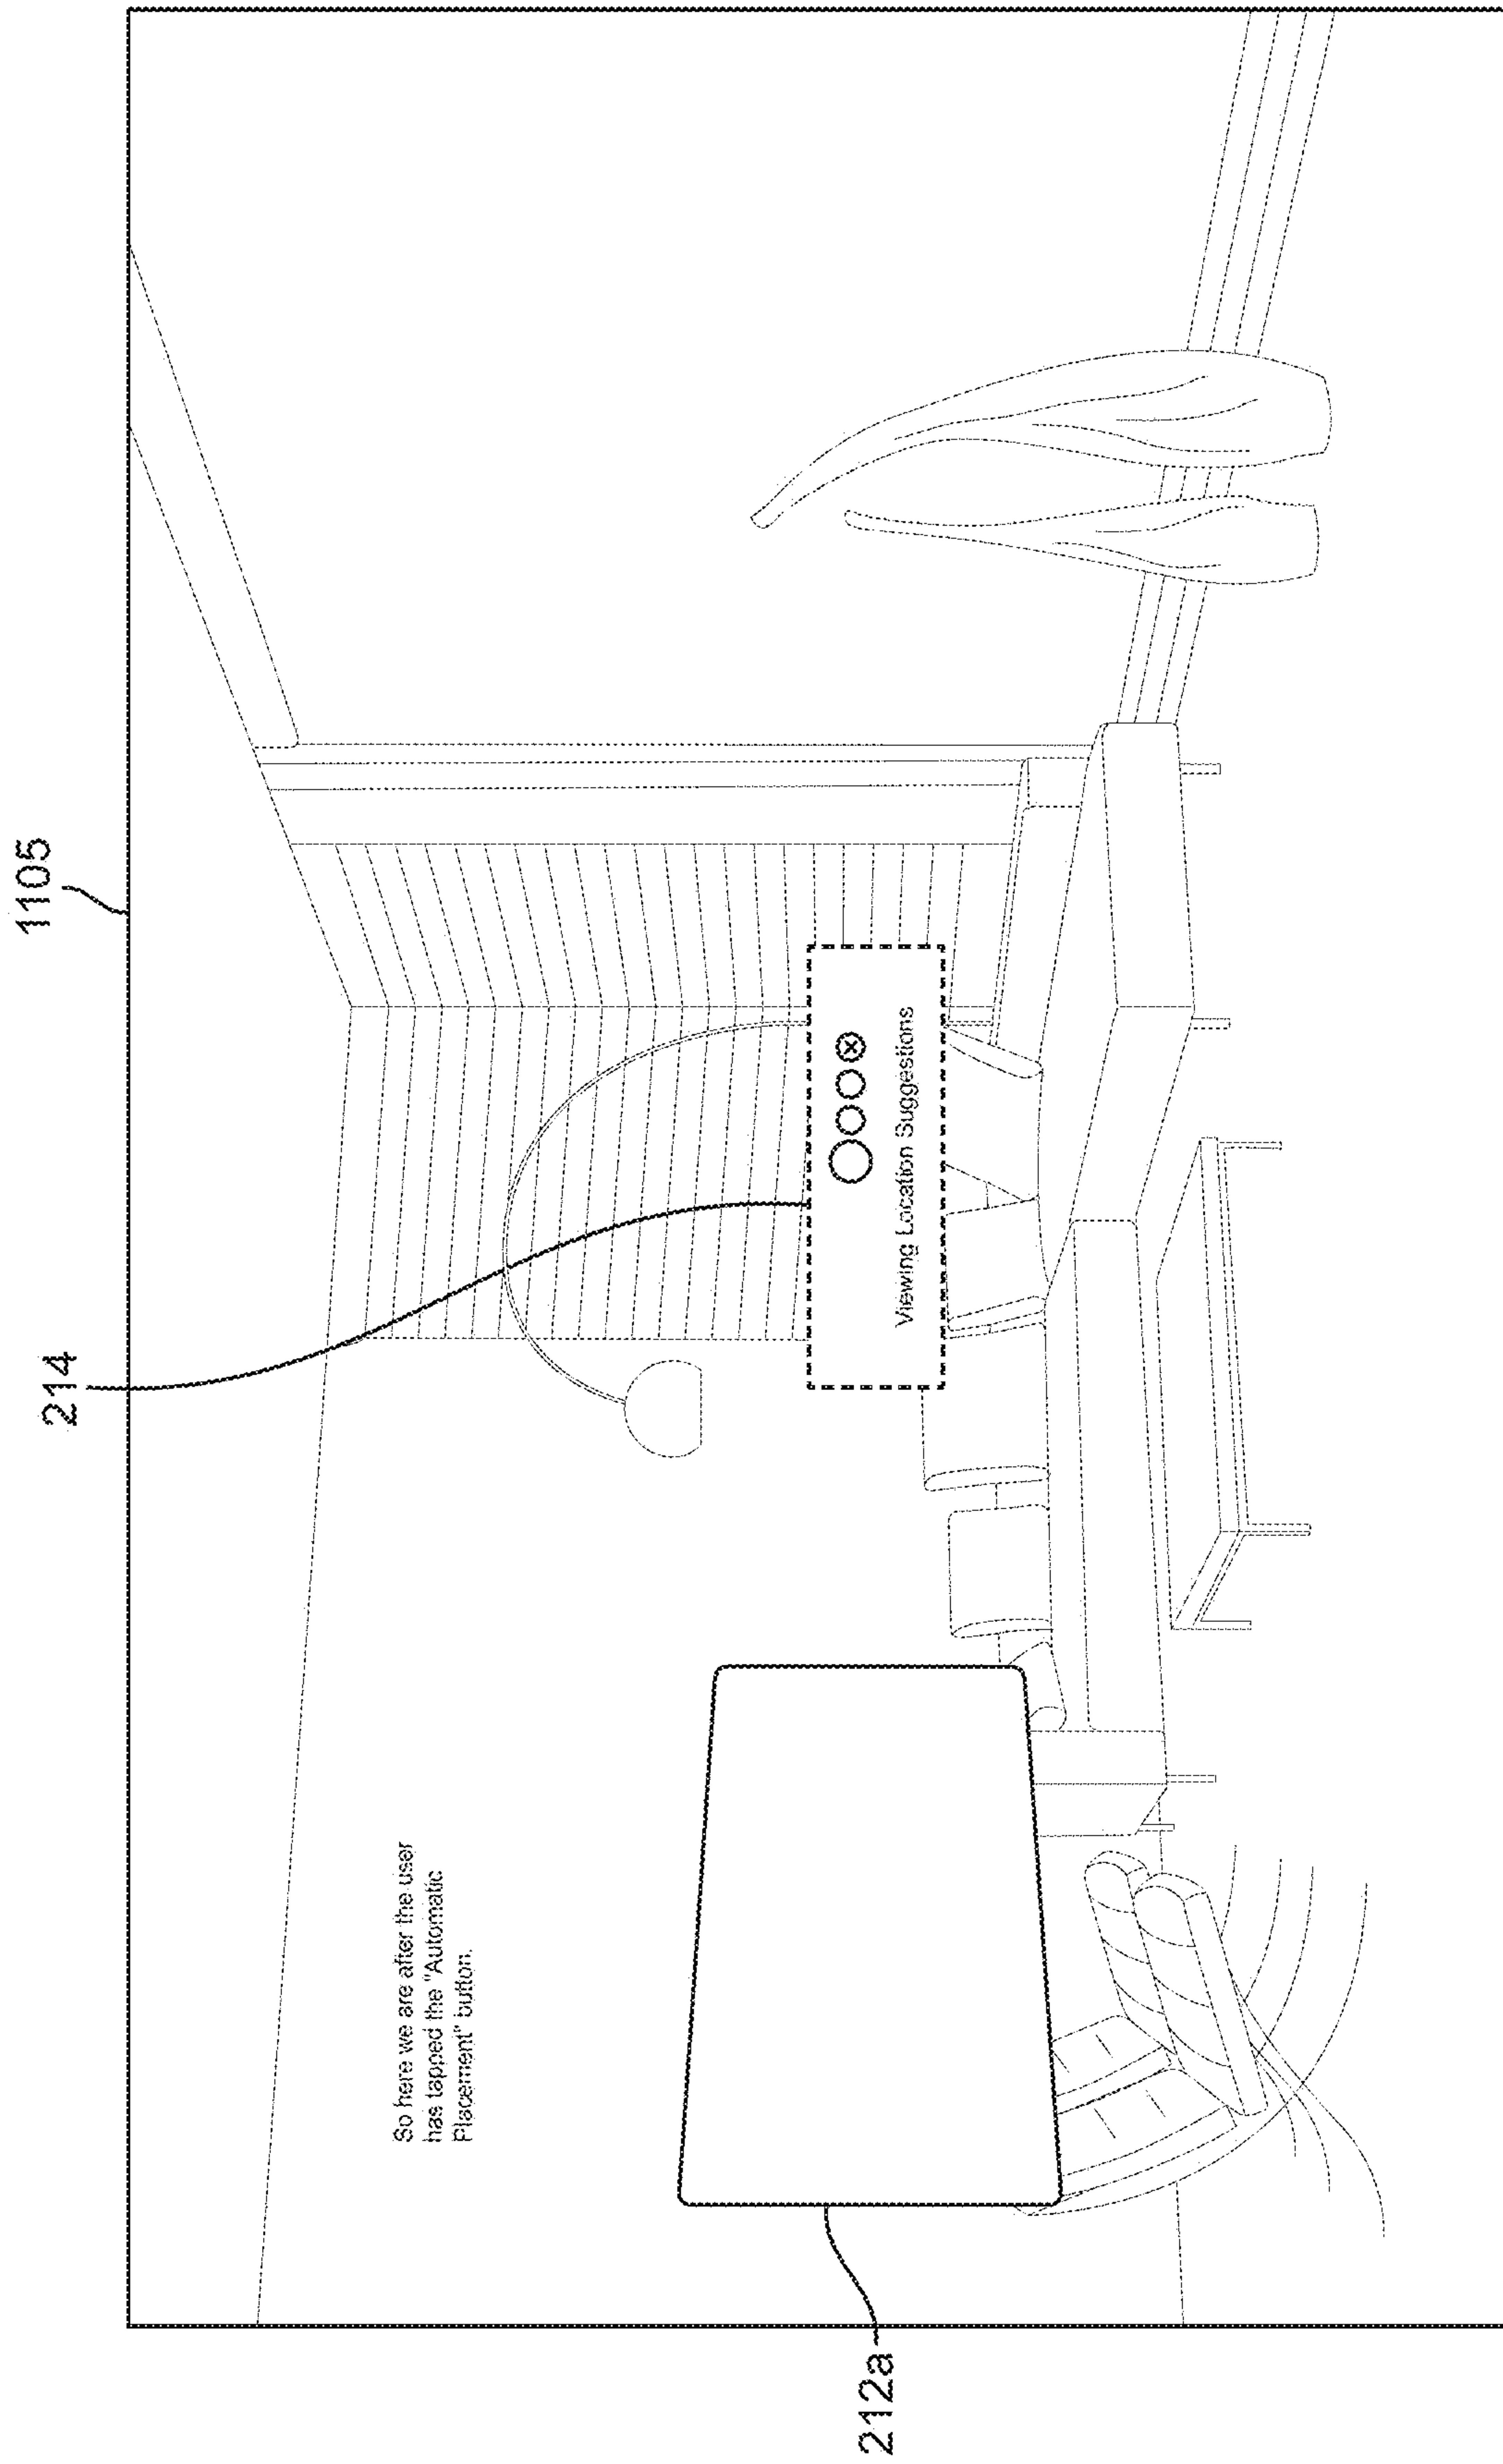 1105
214
So here we are after the user
has tapped the "Automatic
Placement" button.
Viewing Location Suggestions
212a